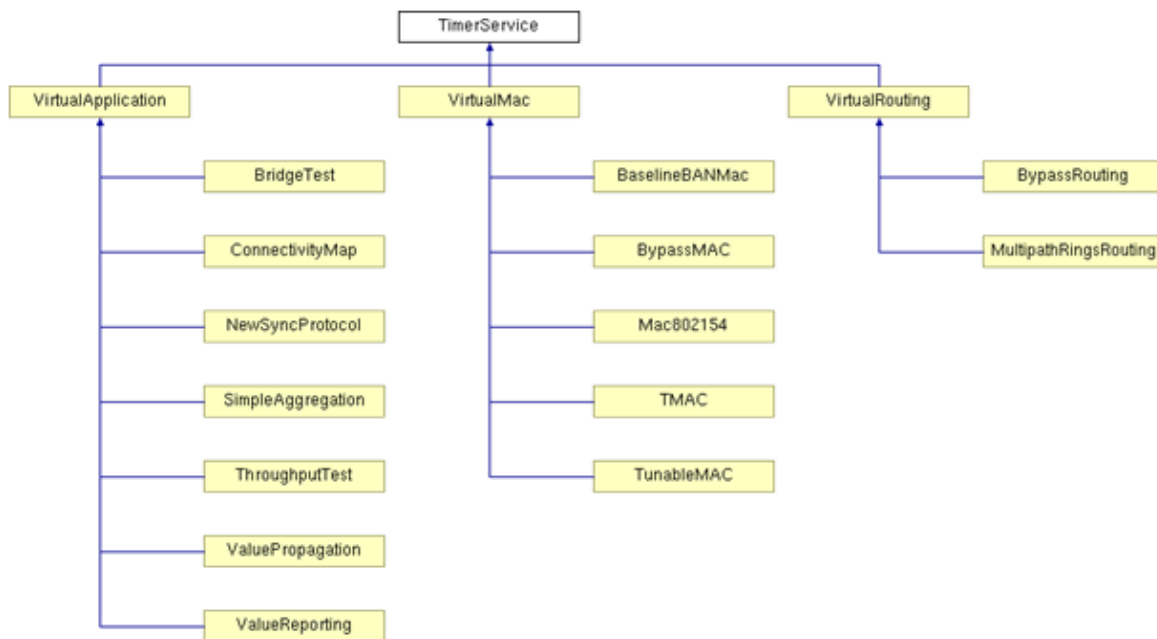 TimerService
VirtualApplication
VirtualMac
VirtualRouting
BridgeTest
BaselineBANMac
BypassRouting
ConnectivityMap
BypassMAC
MultipathRingsRouting
NewSyncProtocol
Mac802154
SimpleAggregation
TMAC
ThroughputTest
TunableMAC
ValuePropagation
ValueReporting